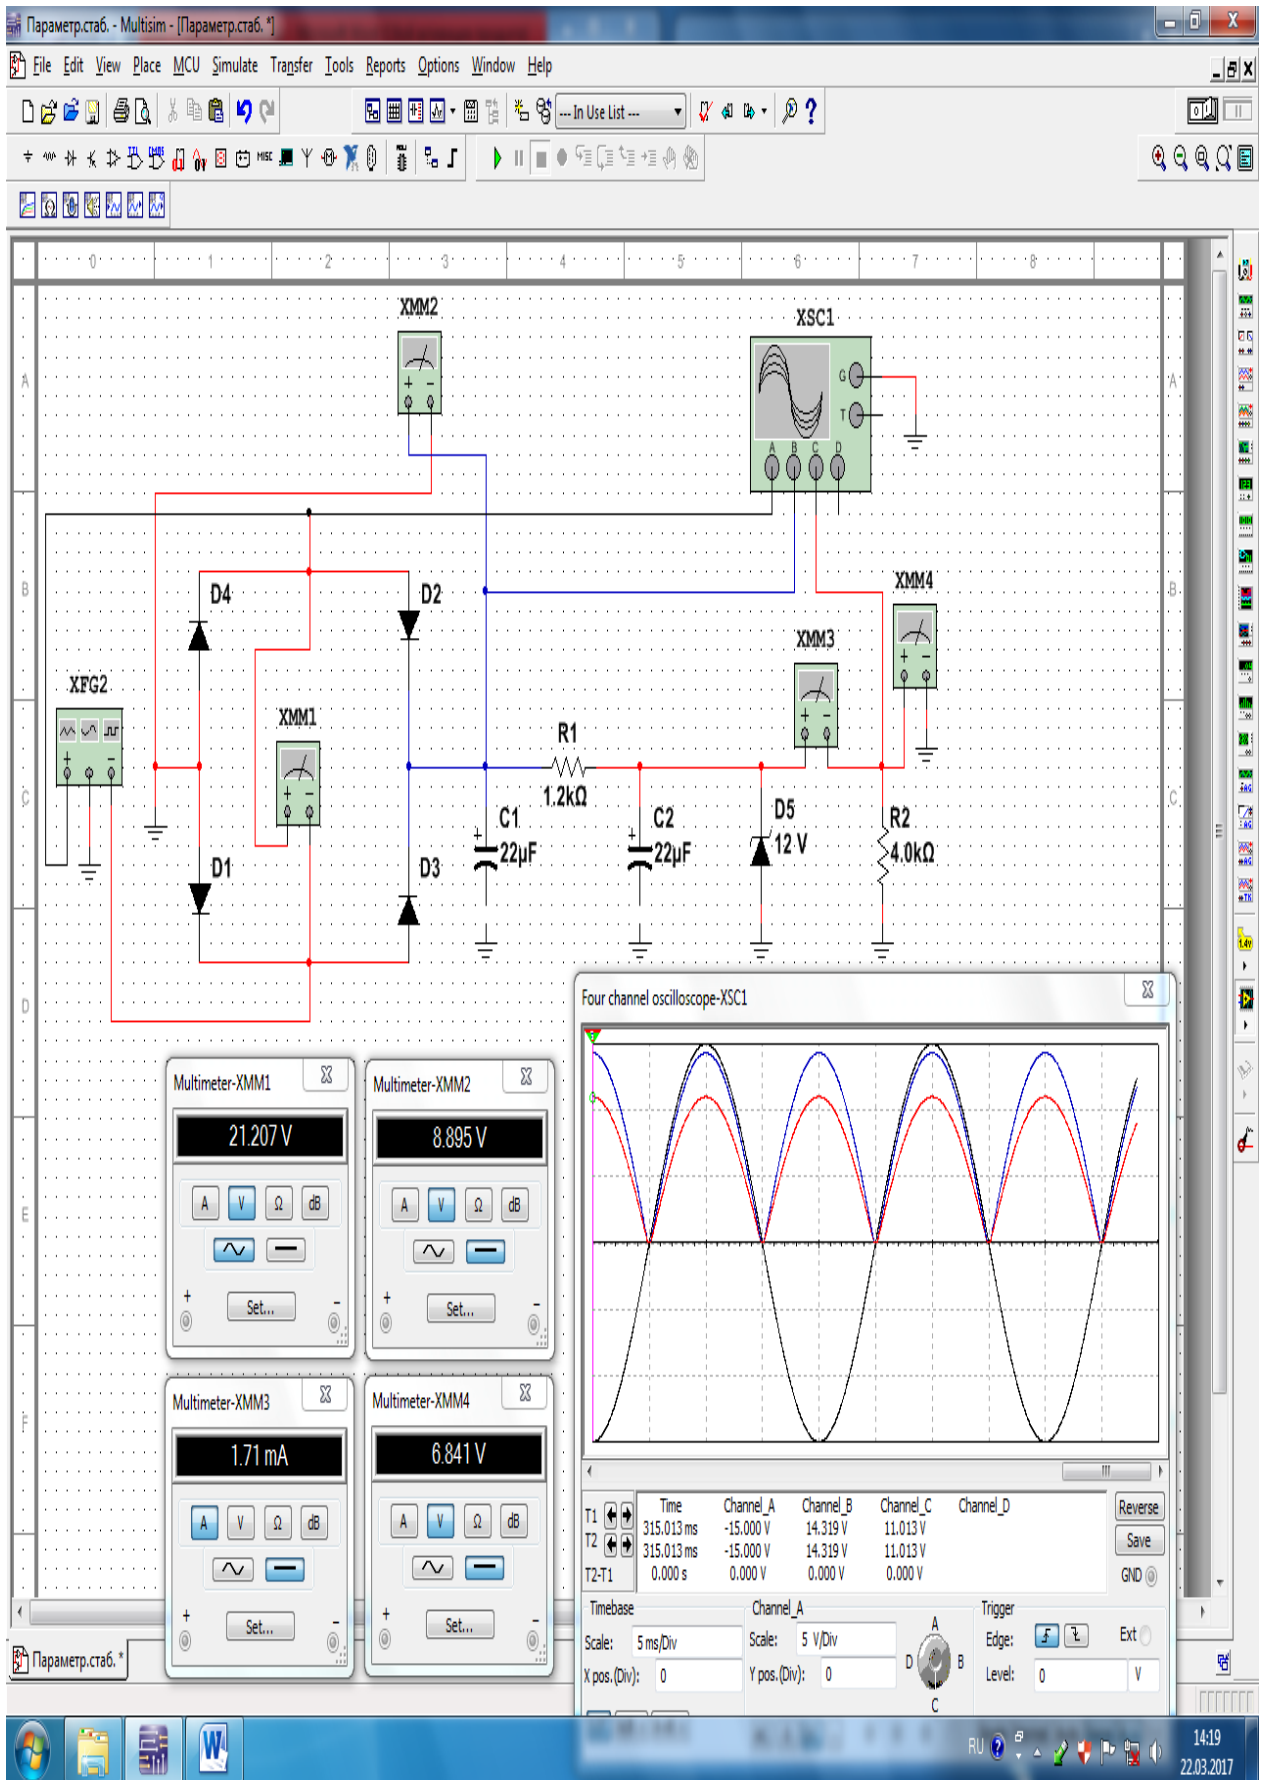 Параметр.стаб. - Multisim - [Параметр.стаб. *]
File Edit View Place MCU Simulate Transfer Tools Reports Options Window Help
--- In Use List ---
MISC
0 1 2 3 4 5 6 7 8
A
B
C
D
E
F
A
B
C
XMM2
XSC1
G
T
A B C D
D4
D2
XMM4
XMM3
XFG2
XMM1
R1
1.2kΩ
C1
22µF
C2
22µF
D5
12 V
R2
4.0kΩ
D1
D3
Four channel oscilloscope-XSC1
Multimeter-XMM1
21.207 V
A V Ω dB
Set...
Multimeter-XMM2
8.895 V
A V Ω dB
Set...
Multimeter-XMM3
1.71 mA
A V Ω dB
Set...
Multimeter-XMM4
6.841 V
A V Ω dB
Set...
Time Channel_A Channel_B Channel_C Channel_D
T1 315.013 ms -15.000 V 14.319 V 11.013 V
T2 315.013 ms -15.000 V 14.319 V 11.013 V
T2-T1 0.000 s 0.000 V 0.000 V 0.000 V
Reverse
Save
GND
Timebase
Scale: 5 ms/Div
X pos.(Div): 0
Channel_A
Scale: 5 V/Div
Y pos.(Div): 0
A
B
C
D
Trigger
Edge:
Ext
Level: 0 V
Параметр.стаб. *
RU
14:19
22.03.2017